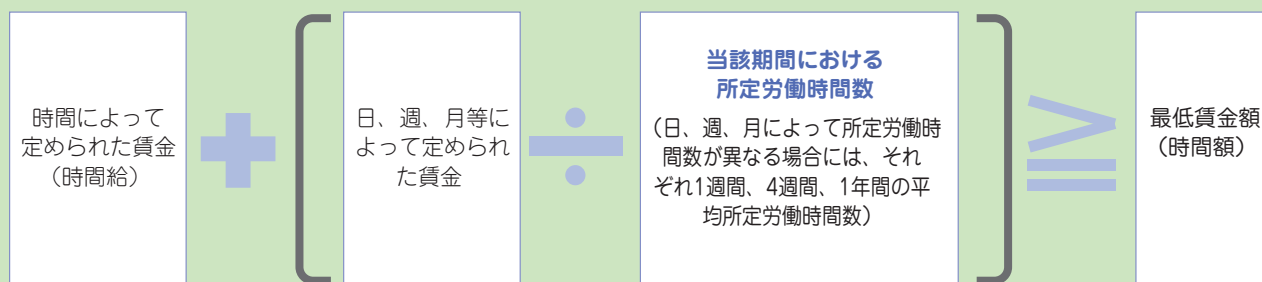 時間によって
定められた賃金
（時間給）
+
日、週、月等に
よって定められ
た賃金
÷
当該期間における
所定労働時間数
（日、週、月によって所定労働時
間数が異なる場合には、それ
ぞれ1週間、4週間、1年間の平
均所定労働時間数）
≧
最低賃金額
（時間額）